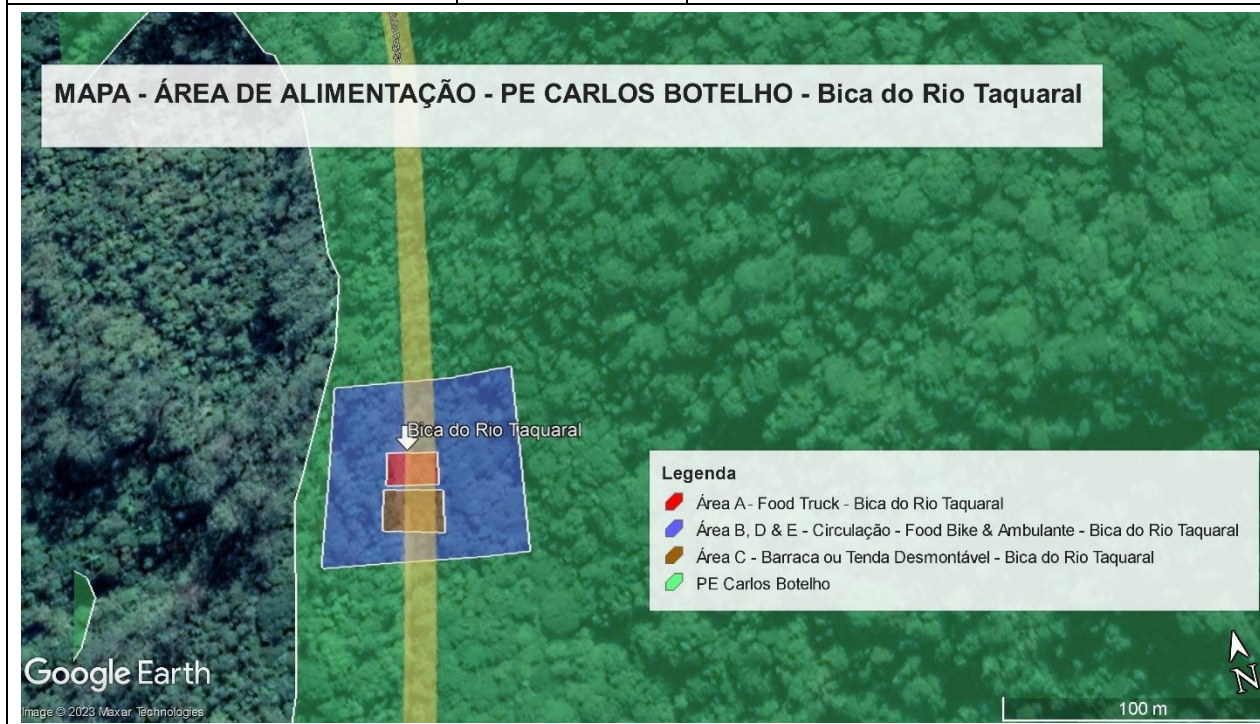 MAPA - ÁREA DE ALIMENTAÇÃO - PE CARLOS BOTELHO - Bica do Rio Taquaral
Bica do Rio Taquaral
Legenda
Área A - Food Truck - Bica do Rio Taquaral
Área B, D & E - Circulação - Food Bike & Ambulante - Bica do Rio Taquaral
Área C - Barraca ou Tenda Desmontável - Bica do Rio Taquaral
PE Carlos Botelho
Google Earth
Image © 2023 Maxar Technologies
100 m
N